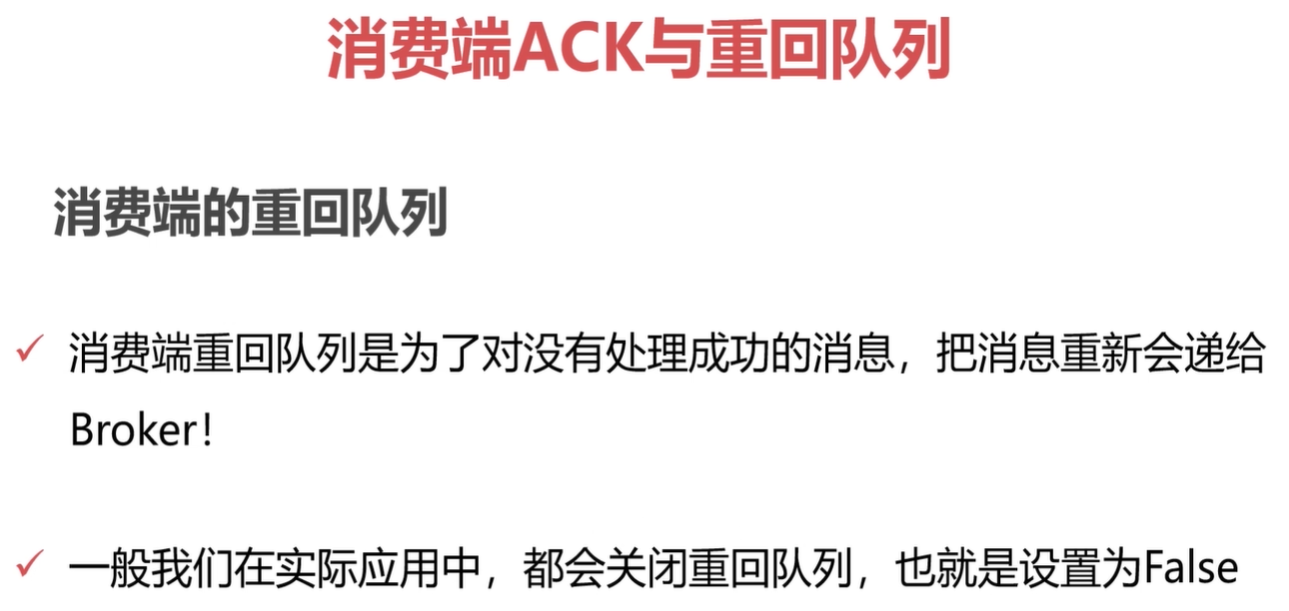 消费端ACK与重回队列
消费端的重回队列
✓ 消费端重回队列是为了对没有处理成功的消息，把消息重新会递给
Broker！
✓ 一般我们在实际应用中，都会关闭重回队列，也就是设置为False